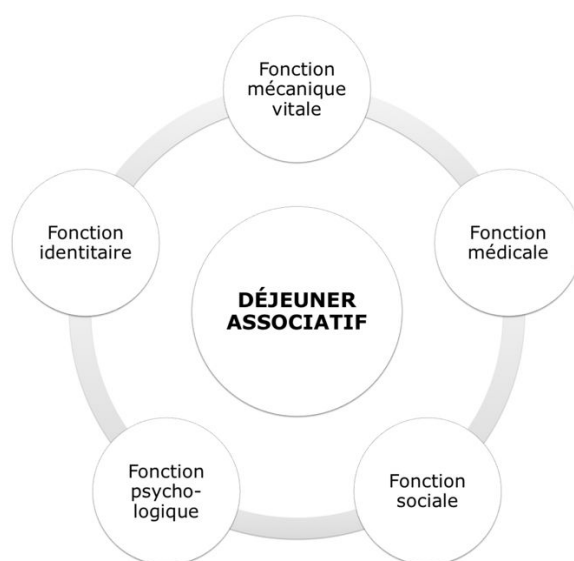 Fonction
mécanique
vitale
Fonction
identitaire
Fonction
médicale
DÉJEUNER
ASSOCIATIF
Fonction
psycho-
logique
Fonction
sociale